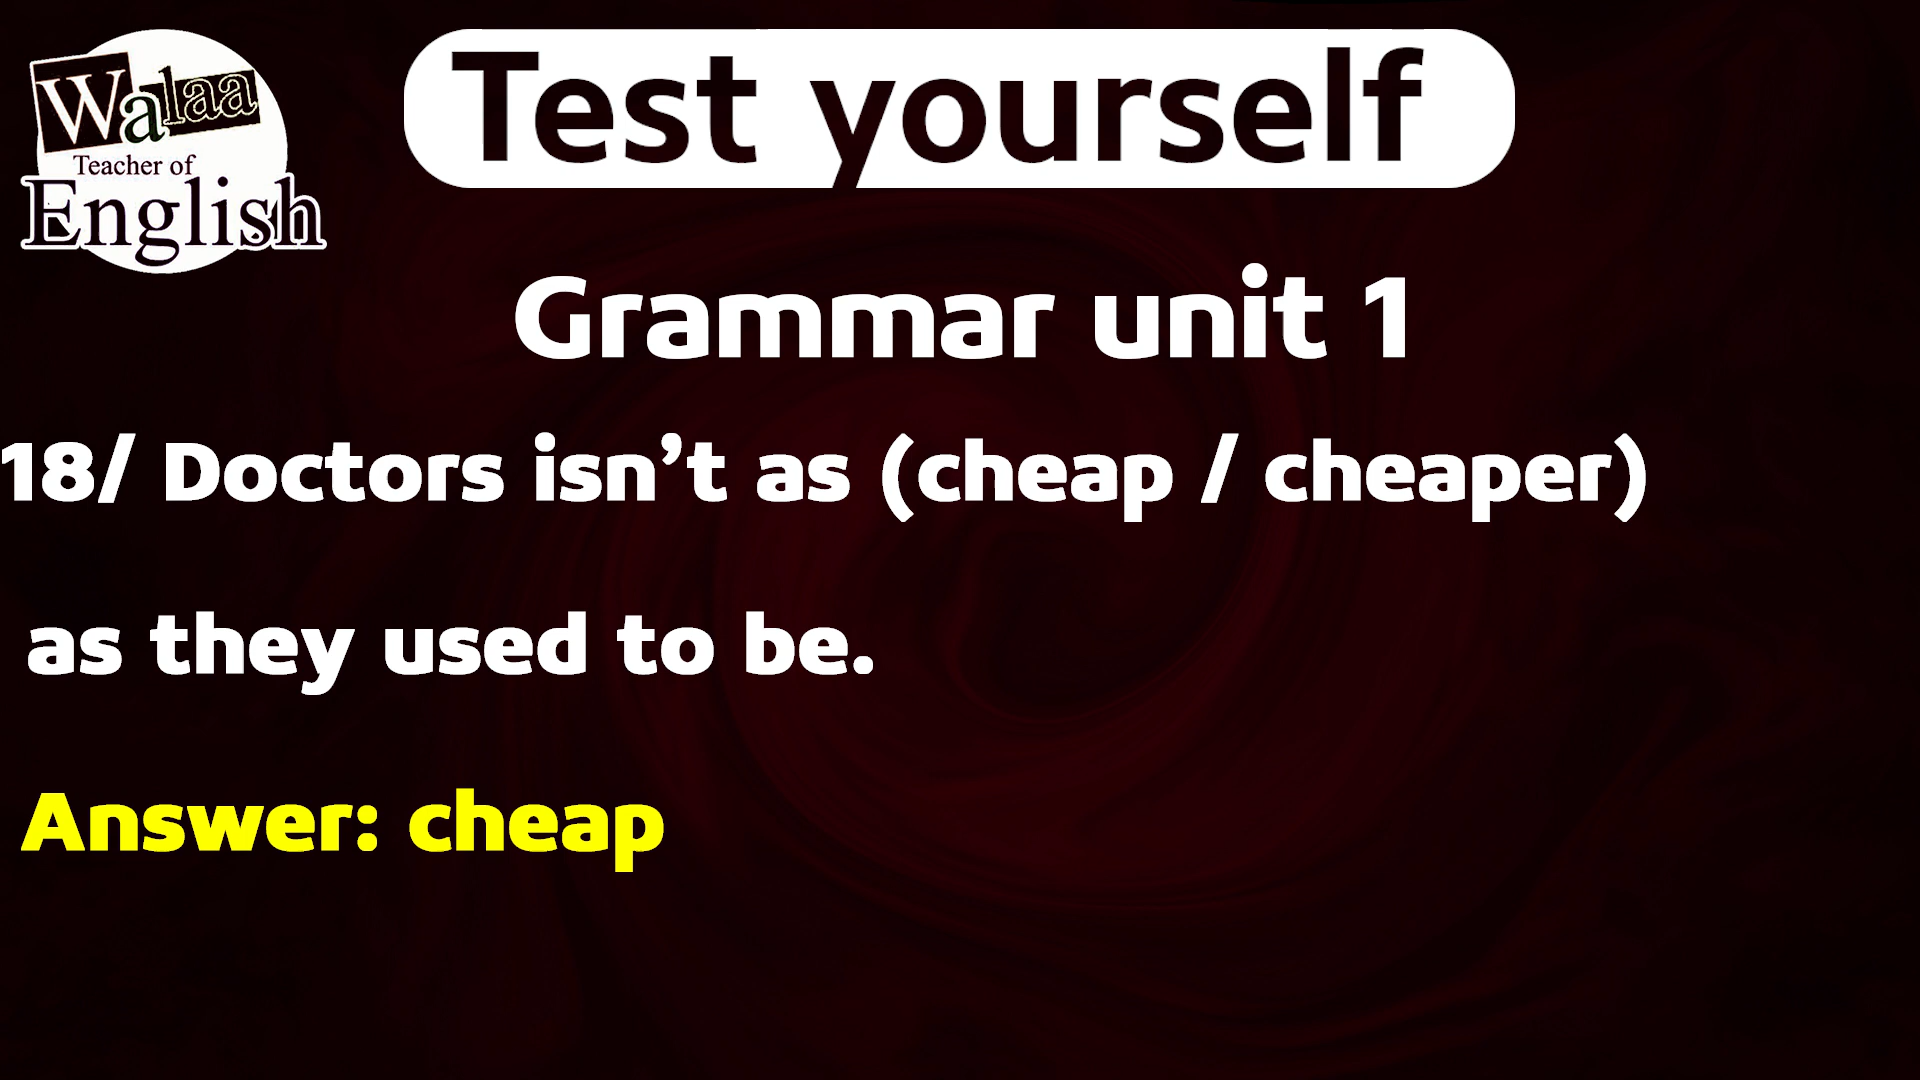 Walaa
Teacher of
English
Test yourself
Grammar unit 1
18/ Doctors isn’t as (cheap / cheaper)
as they used to be.
Answer: cheap